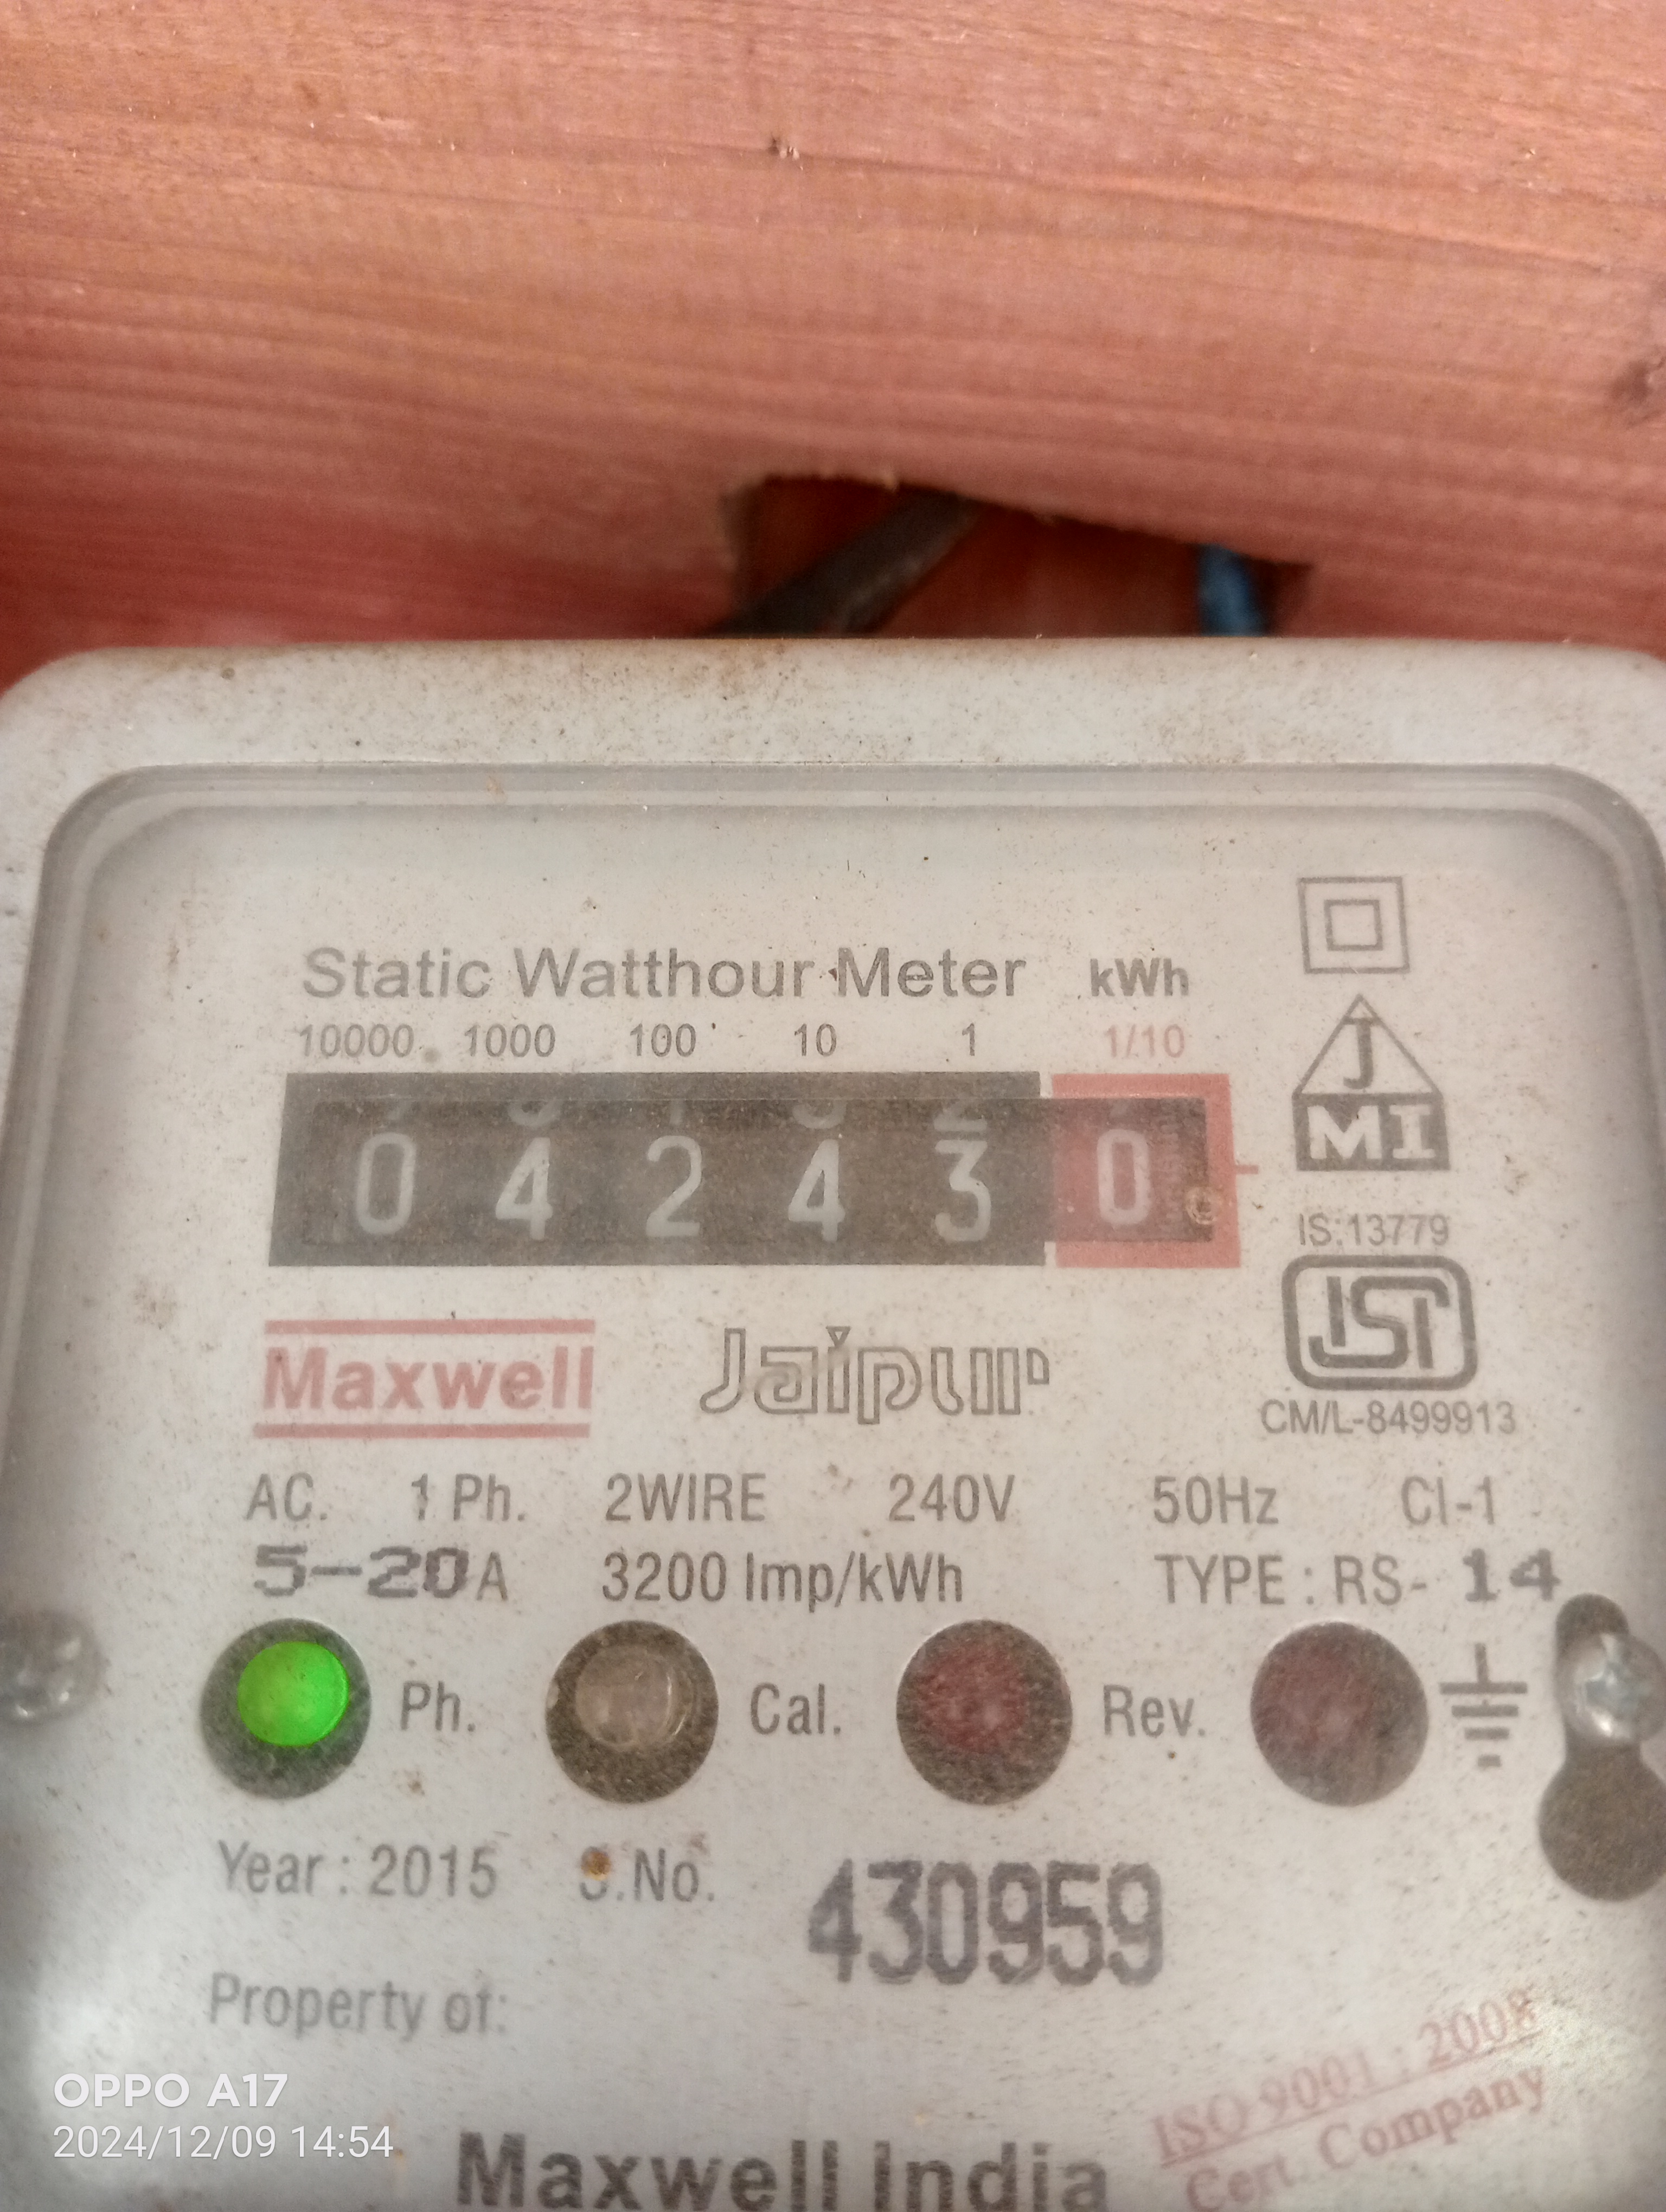 Static Watthour Meter kWh
10000 1000 100 10 1 1/10
0 4 2 4 3 0
J
MI
IS:13779
ISI
CM/L-8499913
Maxwell Jaipur
AC. 1 Ph. 2WIRE 240V 50Hz Cl-1
5-20A 3200 Imp/kWh TYPE : RS-14
Ph. Cal. Rev.
Year : 2015 S.No. 430959
Property of:
ISO 9001 : 2008
Cert. Company
Maxwell India
OPPO A17
2024/12/09 14:54